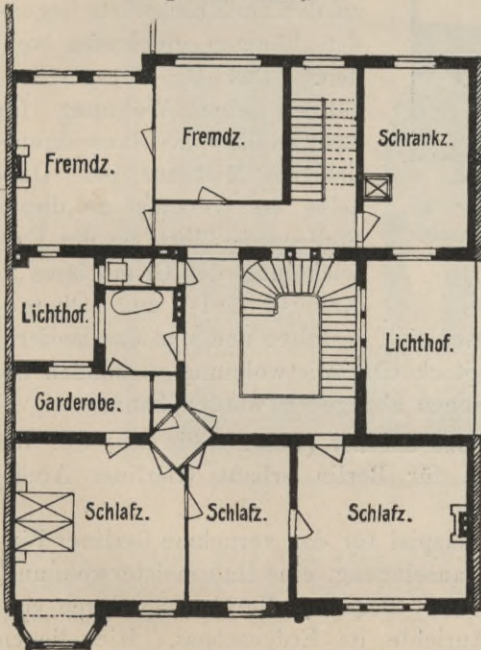 Fremdz.
Fremdz.
Schrankz.
Lichthof.
Lichthof.
Garderobe.
Schlafz.
Schlafz.
Schlafz.